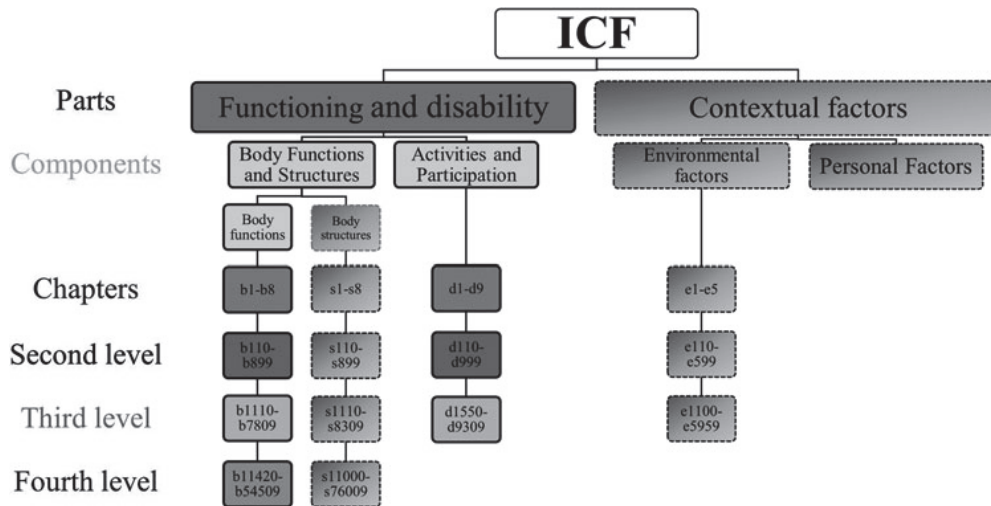 ICF
Parts
Functioning and disability
Contextual factors
Components
Body Functions
and Structures
Activities and
Participation
Environmental
factors
Personal Factors
Body
functions
Body
structures
Chapters
b1-b8
s1-s8
d1-d9
e1-e5
Second level
b110-
b899
s110-
s899
d110-
d999
e110-
e599
Third level
b1110-
b7809
s1110-
s8309
d1550-
d9309
e1100-
e5959
Fourth level
b11420-
b54509
s11000-
s76009